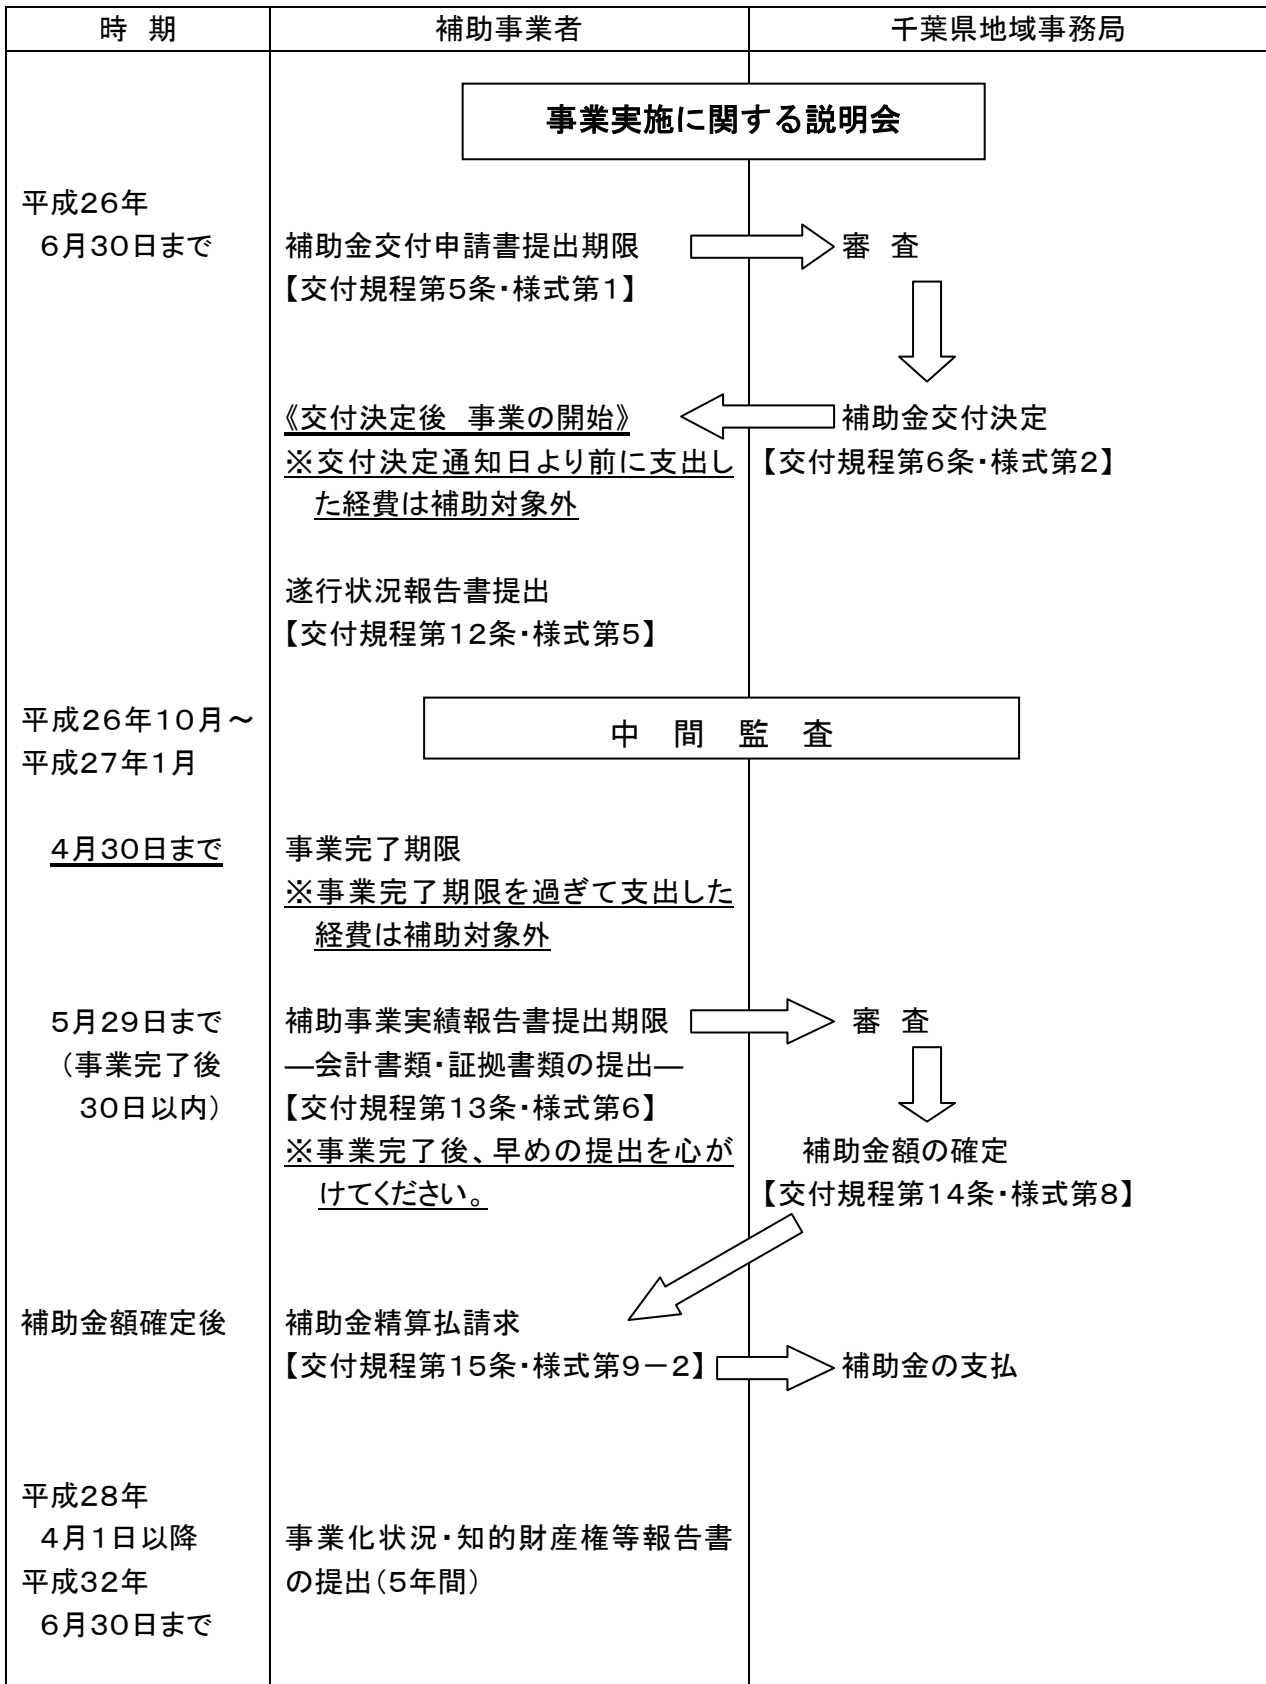 時 期 補助事業者 千葉県地域事務局
事業実施に関する説明会
平成26年
6月30日まで 補助金交付申請書提出期限 審 査
【交付規程第5条・様式第1】
《交付決定後 事業の開始》 補助金交付決定
※交付決定通知日より前に支出し 【交付規程第6条・様式第2】
た経費は補助対象外
遂行状況報告書提出
【交付規程第12条・様式第5】
平成26年10月～
平成27年1月
中 間 監 査
4月30日まで 事業完了期限
※事業完了期限を過ぎて支出した
経費は補助対象外
5月29日まで 補助事業実績報告書提出期限 審 査
（事業完了後 ―会計書類・証拠書類の提出―
30日以内） 【交付規程第13条・様式第6】
※事業完了後、早めの提出を心が 補助金額の確定
けてください。 【交付規程第14条・様式第8】
補助金額確定後 補助金精算払請求
【交付規程第15条・様式第9－2】 補助金の支払
平成28年
4月1日以降 事業化状況・知的財産権等報告書
平成32年 の提出（5年間）
6月30日まで